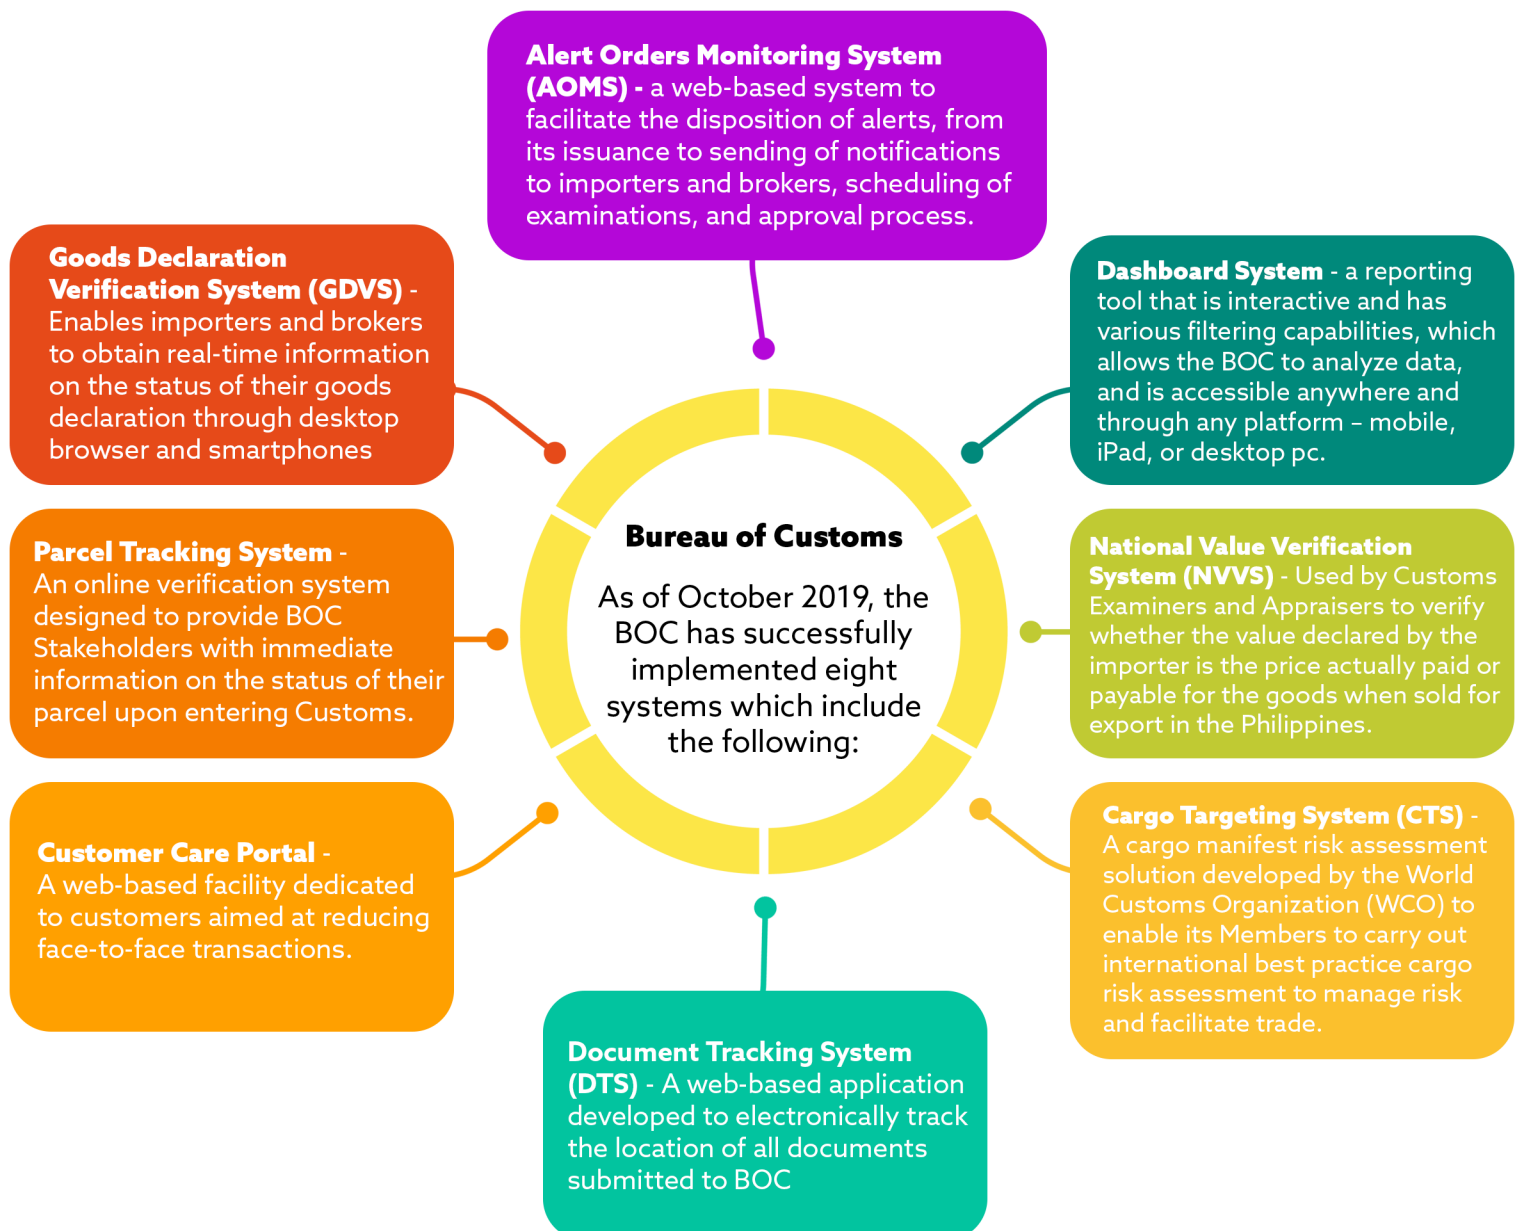 Alert Orders Monitoring System
(AOMS) - a web-based system to
facilitate the disposition of alerts, from
its issuance to sending of notifications
to importers and brokers, scheduling of
examinations, and approval process.
Goods Declaration
Verification System (GDVS) -
Enables importers and brokers
to obtain real-time information
on the status of their goods
declaration through desktop
browser and smartphones
Dashboard System - a reporting
tool that is interactive and has
various filtering capabilities, which
allows the BOC to analyze data,
and is accessible anywhere and
through any platform – mobile,
iPad, or desktop pc.
Parcel Tracking System -
An online verification system
designed to provide BOC
Stakeholders with immediate
information on the status of their
parcel upon entering Customs.
Bureau of Customs
As of October 2019, the
BOC has successfully
implemented eight
systems which include
the following:
National Value Verification
System (NVVS) - Used by Customs
Examiners and Appraisers to verify
whether the value declared by the
importer is the price actually paid or
payable for the goods when sold for
export in the Philippines.
Customer Care Portal -
A web-based facility dedicated
to customers aimed at reducing
face-to-face transactions.
Cargo Targeting System (CTS) -
A cargo manifest risk assessment
solution developed by the World
Customs Organization (WCO) to
enable its Members to carry out
international best practice cargo
risk assessment to manage risk
and facilitate trade.
Document Tracking System
(DTS) - A web-based application
developed to electronically track
the location of all documents
submitted to BOC